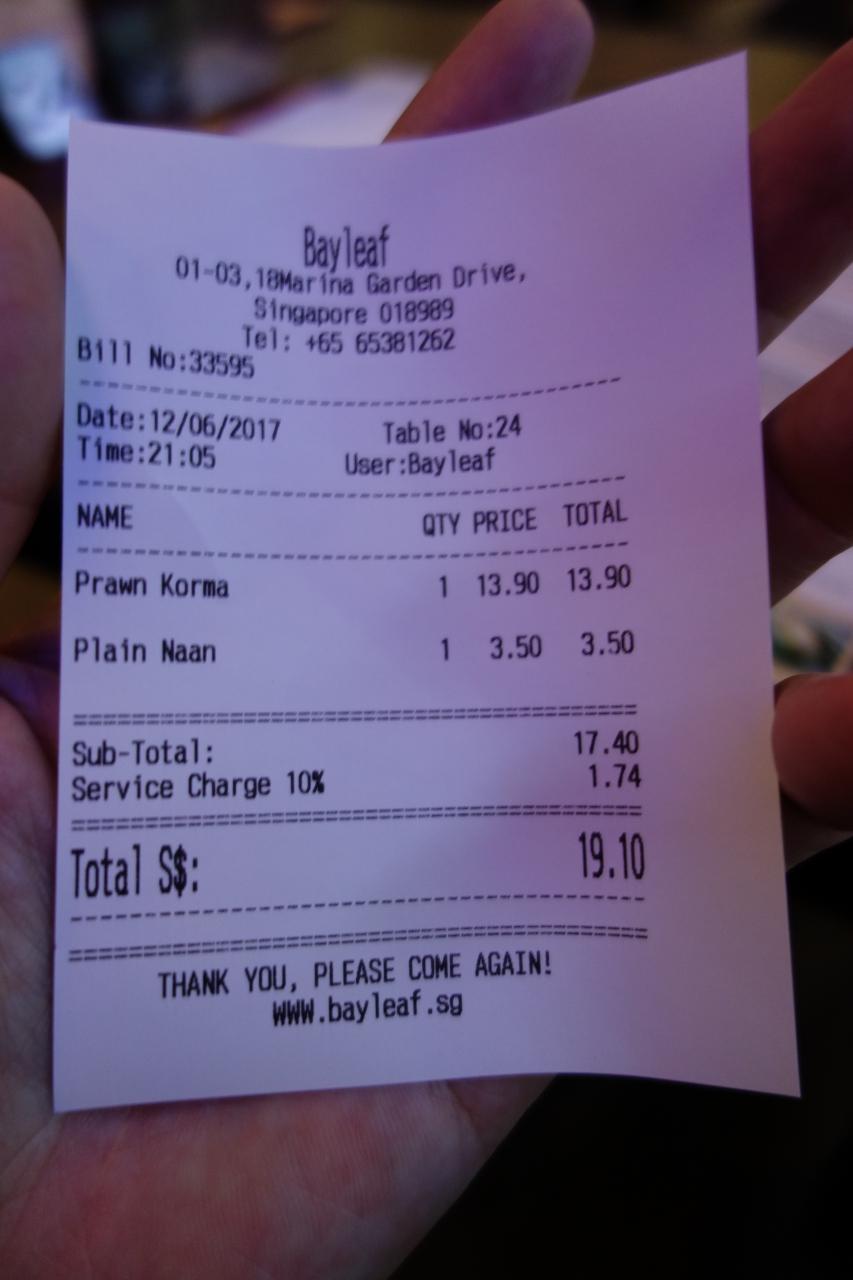 Bayleaf
01-03,18Marina Garden Drive,
Singapore 018989
Tel: +65 65381262
Bill No:33595
Date:12/06/2017 Table No:24
Time:21:05 User:Bayleaf
NAME QTY PRICE TOTAL
Prawn Korma 1 13.90 13.90
Plain Naan 1 3.50 3.50
Sub-Total: 17.40
Service Charge 10% 1.74
Total S$: 19.10
THANK YOU, PLEASE COME AGAIN!
WWW.bayleaf.sg